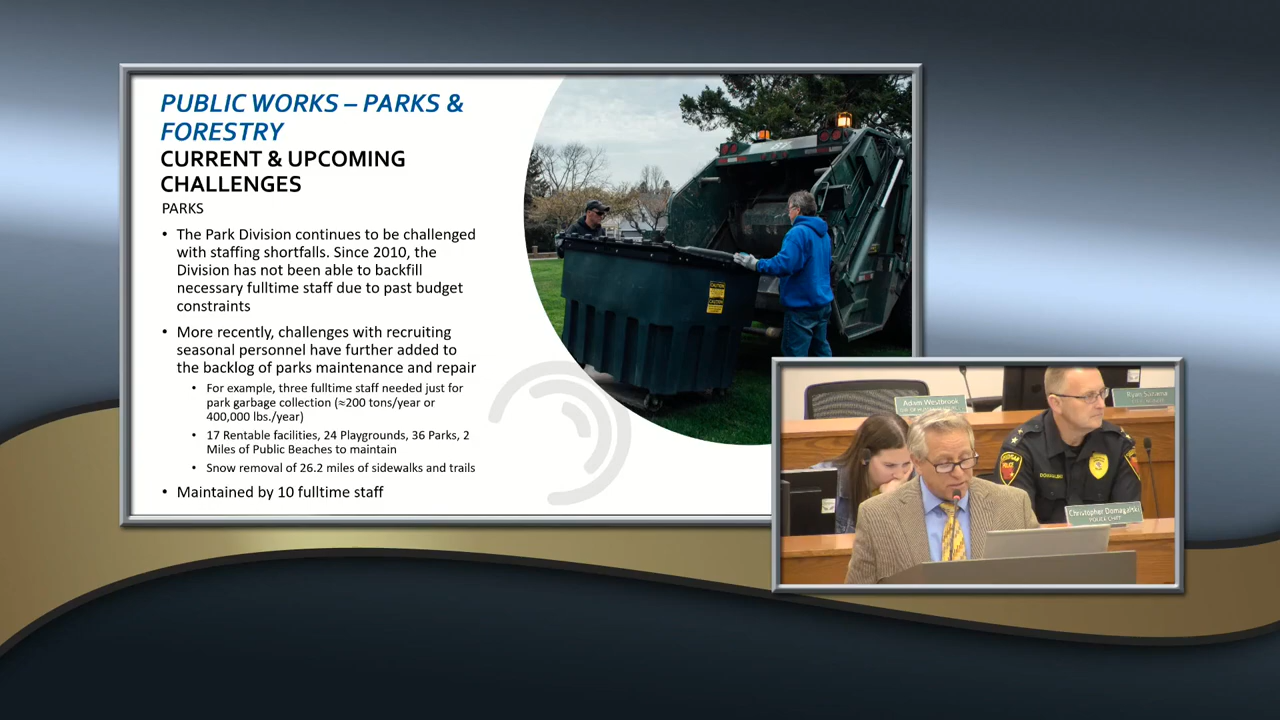 PUBLIC WORKS – PARKS &
FORESTRY
CURRENT & UPCOMING
CHALLENGES
PARKS
• The Park Division continues to be challenged
with staffing shortfalls. Since 2010, the
Division has not been able to backfill
necessary fulltime staff due to past budget
constraints
• More recently, challenges with recruiting
seasonal personnel have further added to
the backlog of parks maintenance and repair
• For example, three fulltime staff needed just for
park garbage collection (≈200 tons/year or
400,000 lbs./year)
• 17 Rentable facilities, 24 Playgrounds, 36 Parks, 2
Miles of Public Beaches to maintain
• Snow removal of 26.2 miles of sidewalks and trails
• Maintained by 10 fulltime staff
CAUTION
Adam Westbrook
Christopher Domagalski
POLICE CHIEF